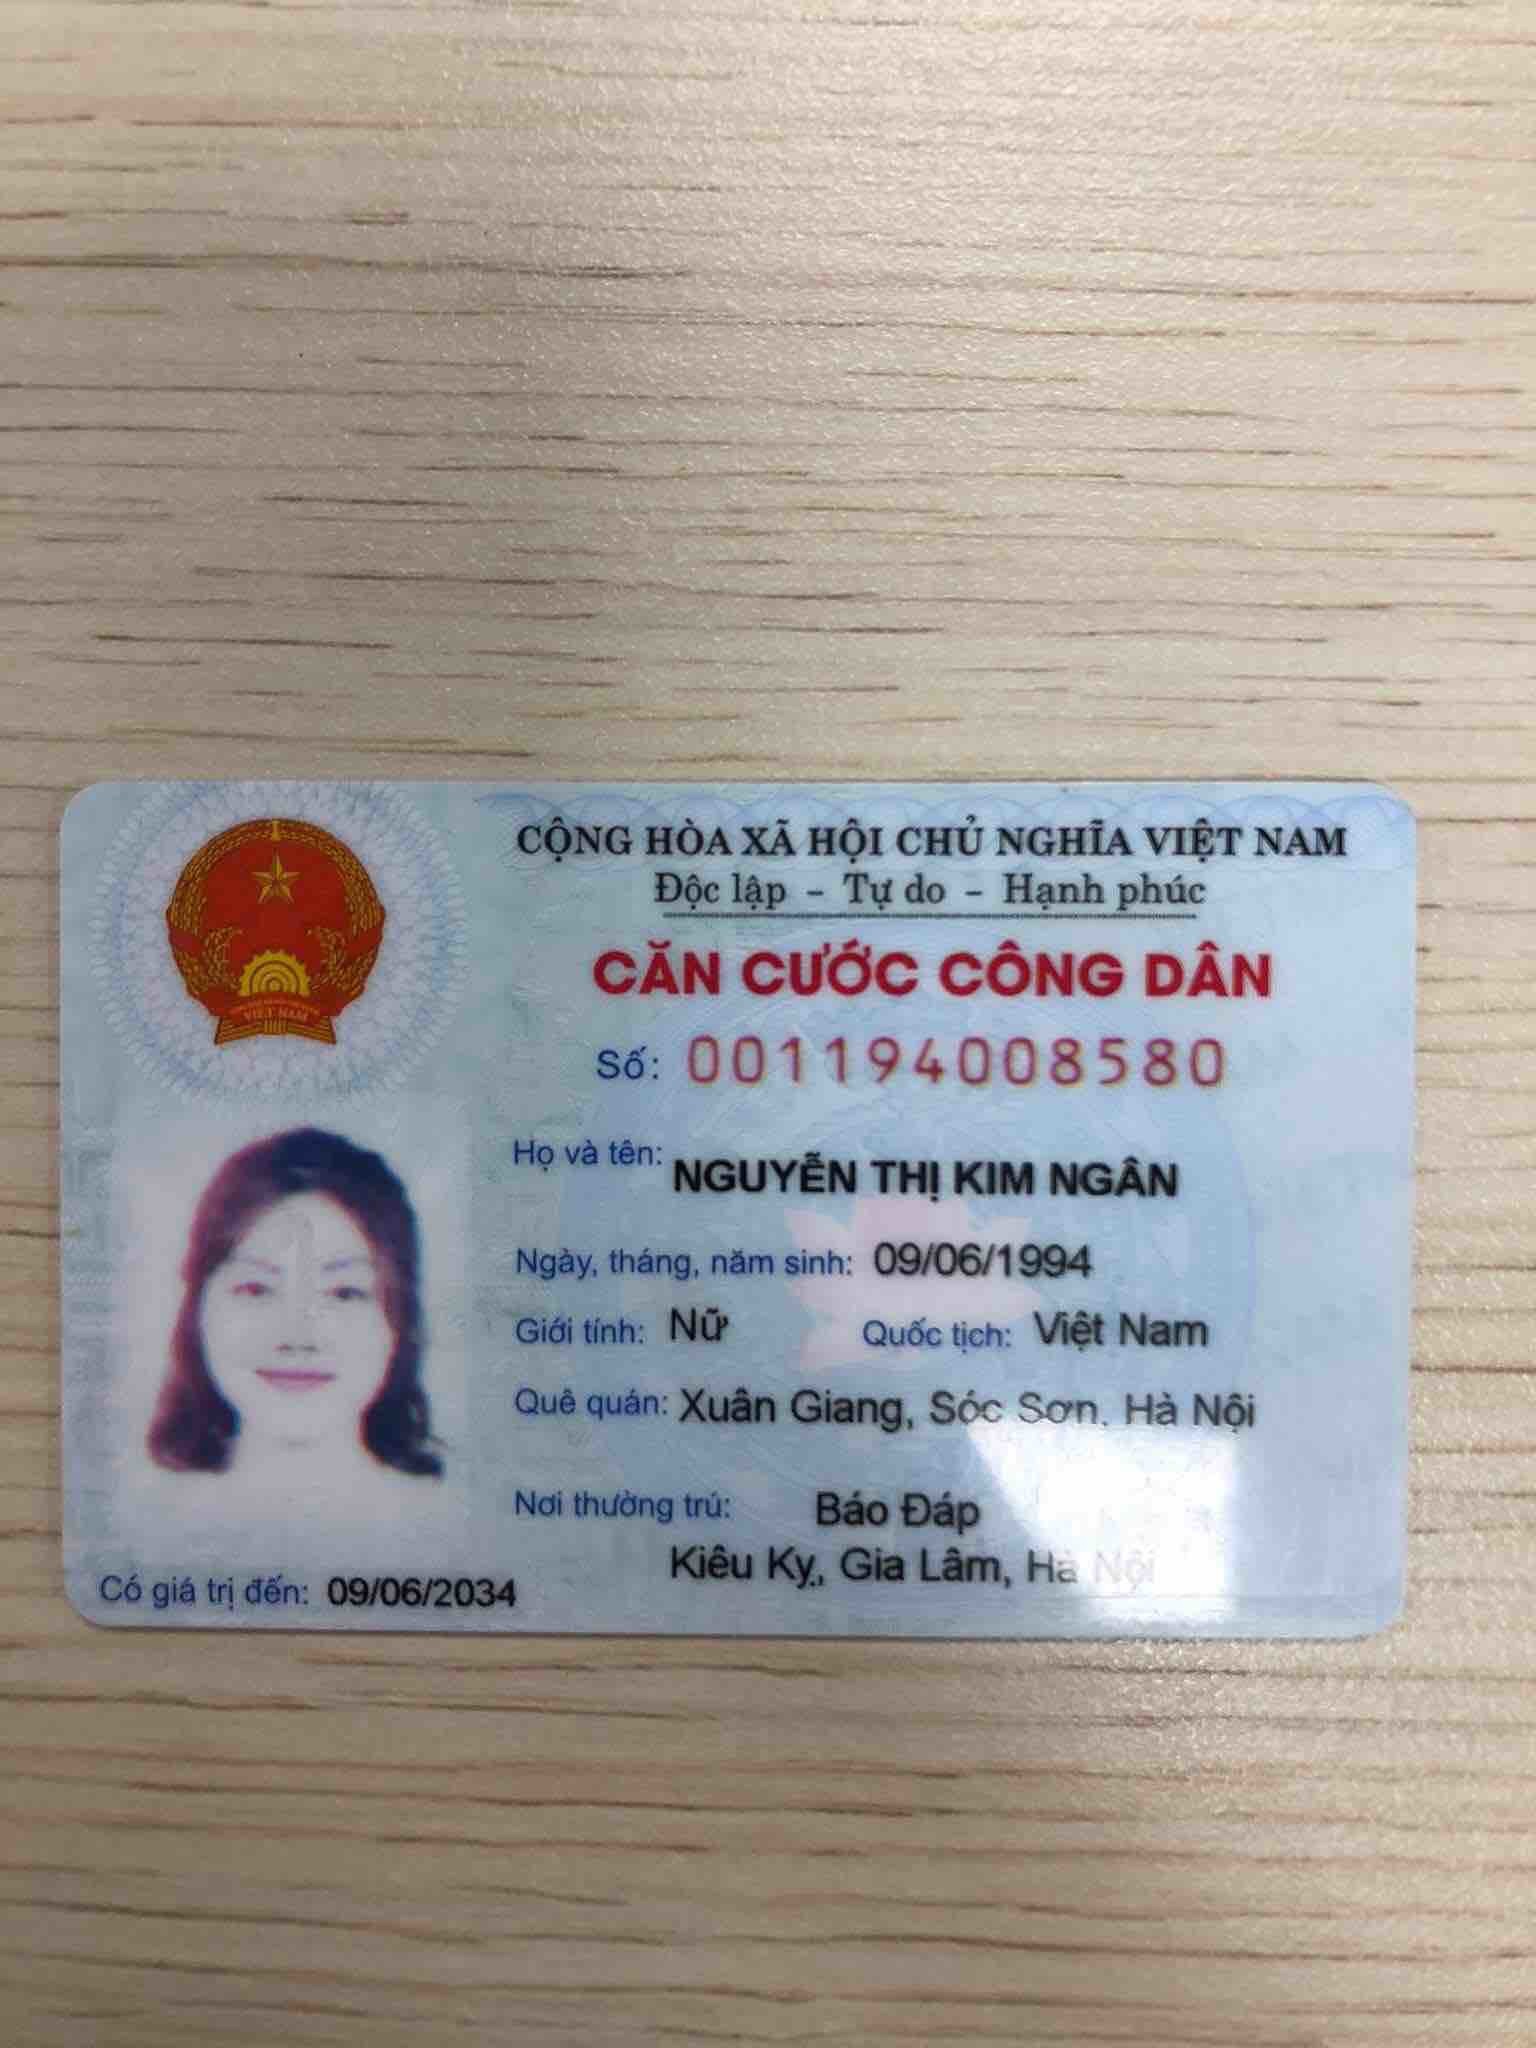 CỘNG HÒA XÃ HỘI CHỦ NGHĨA VIỆT NAM
Độc lập - Tự do - Hạnh phúc
CĂN CƯỚC CÔNG DÂN
Số: 001194008580
Họ và tên: NGUYỄN THỊ KIM NGÂN
Ngày, tháng, năm sinh: 09/06/1994
Giới tính: Nữ Quốc tịch: Việt Nam
Quê quán: Xuân Giang, Sóc Sơn, Hà Nội
Nơi thường trú: Báo Đáp
Kiêu Kỵ, Gia Lâm, Hà Nội
Có giá trị đến: 09/06/2034
VIỆT NAM